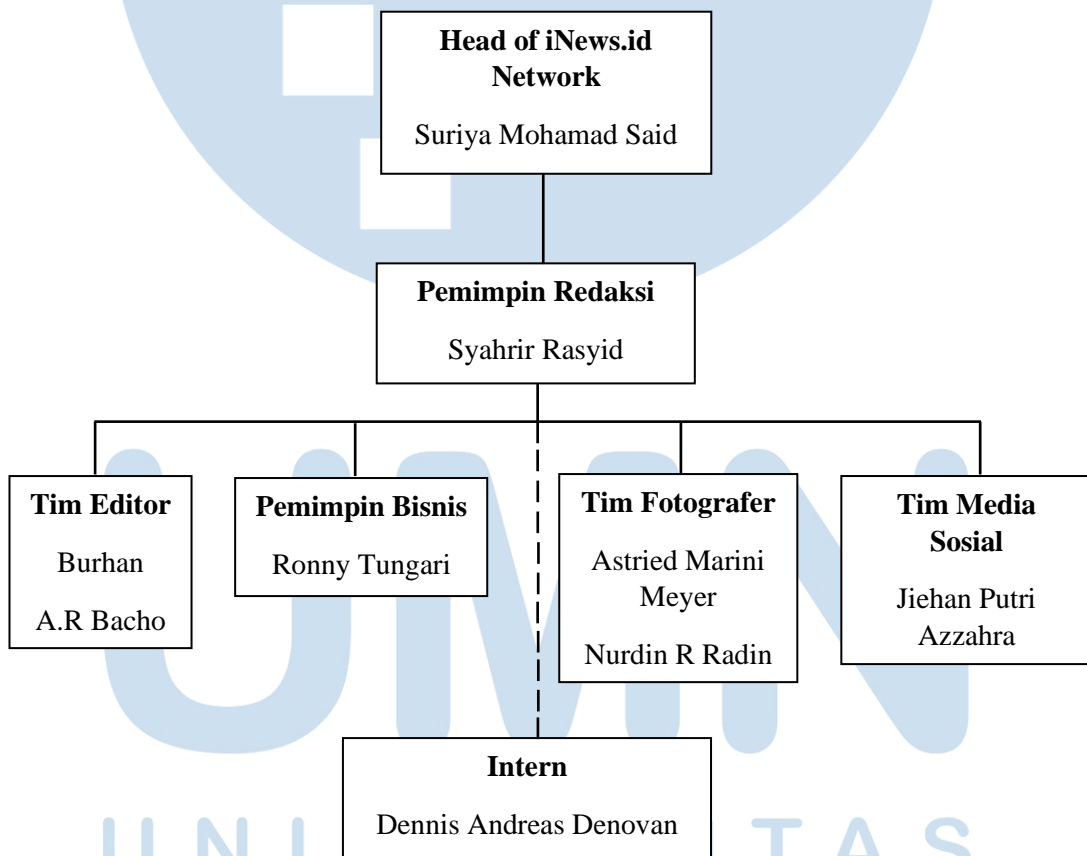 Head of iNews.id
Network
Suriya Mohamad Said
Pemimpin Redaksi
Syahrir Rasyid
Tim Editor
Burhan
A.R Bacho
Pemimpin Bisnis
Ronny Tungari
Tim Fotografer
Astried Marini
Meyer
Nurdin R Radin
Tim Media
Sosial
Jiehan Putri
Azzahra
UMN
Intern
Dennis Andreas Denovan